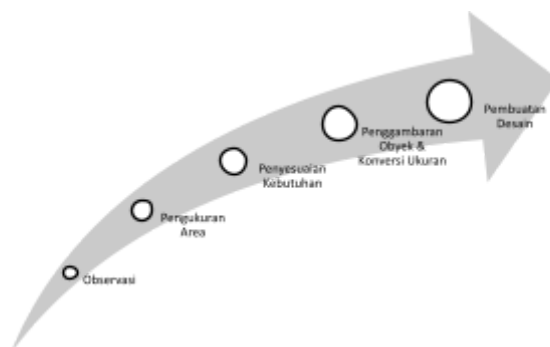 Observasi
Pengukuran
Area
Penyesuaian
Kebutuhan
Penggambaran
Obyek &
Konversi Ukuran
Pembuatan
Desain